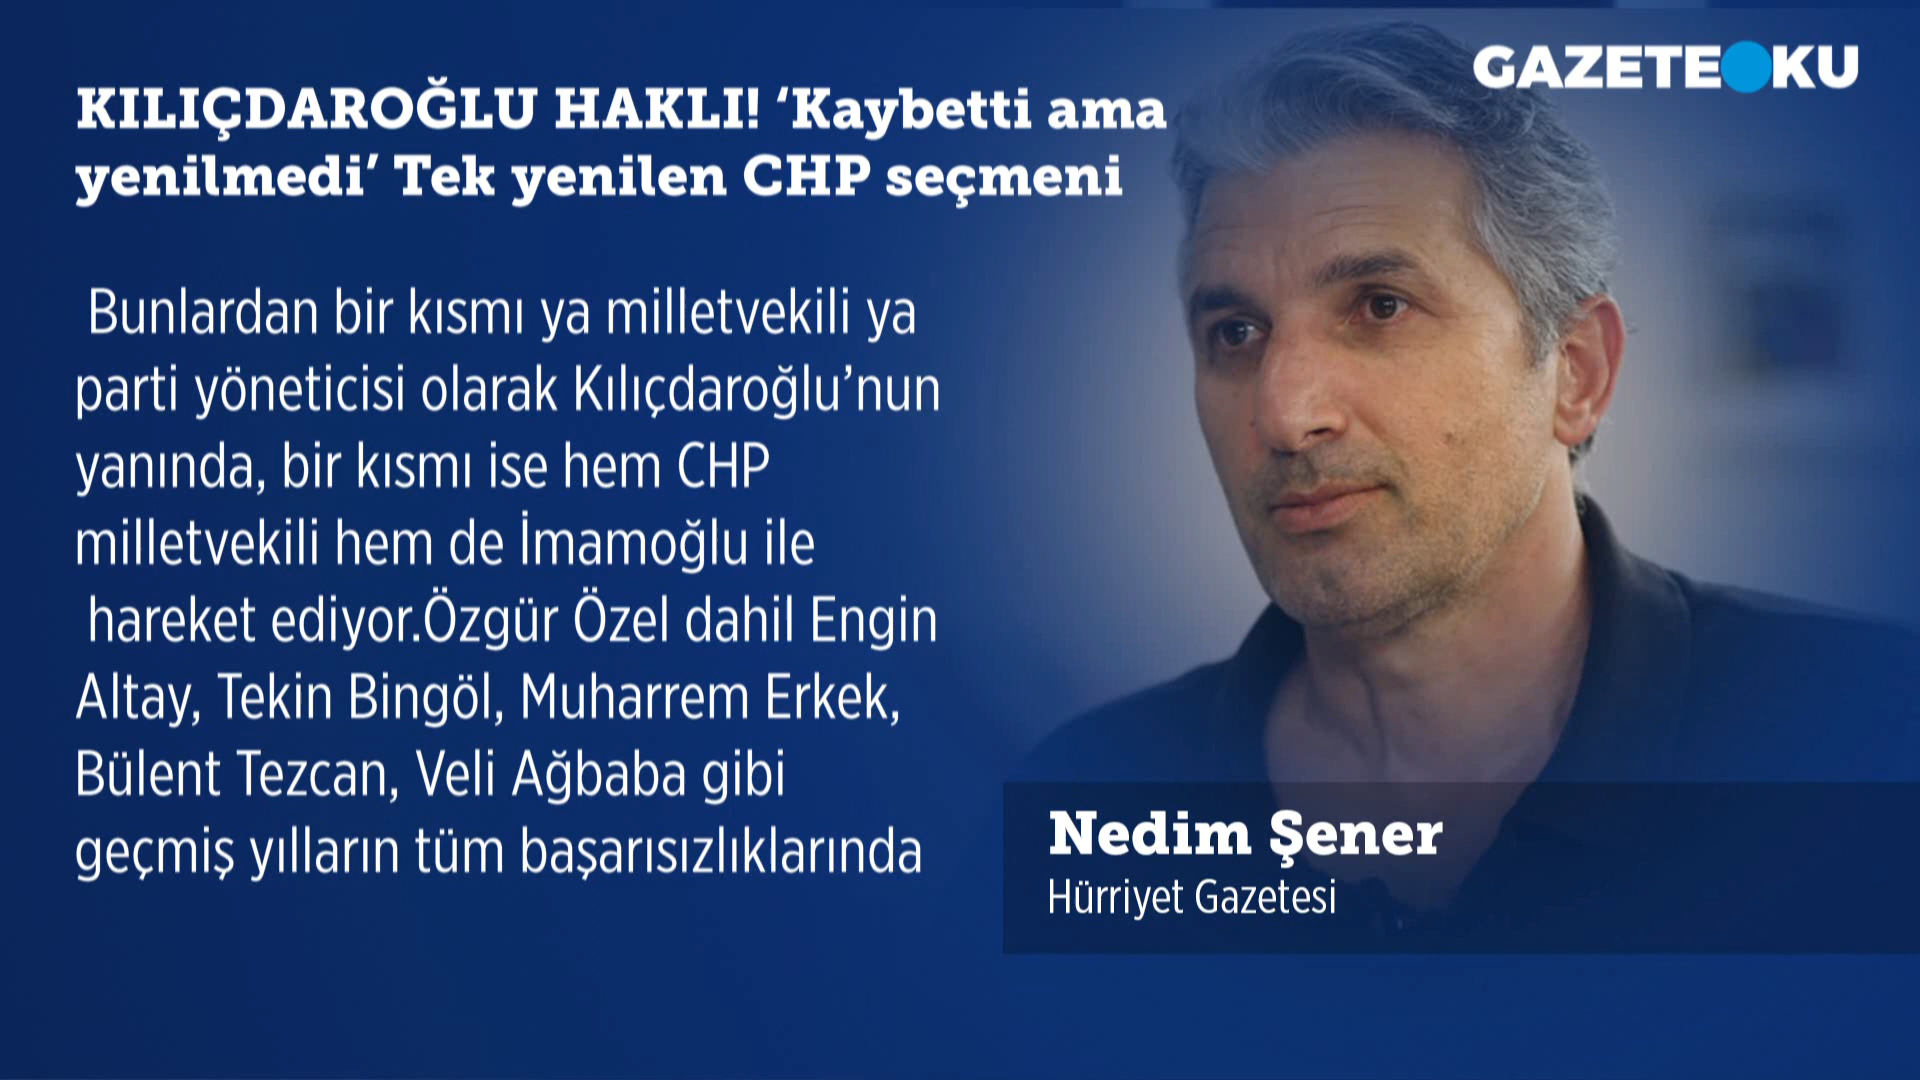 GAZETE KU
KILIÇDAROĞLU HAKLI! ‘Kaybetti ama
yenilmedi’ Tek yenilen CHP seçmeni
Bunlardan bir kısmı ya milletvekili ya
parti yöneticisi olarak Kılıçdaroğlu’nun
yanında, bir kısmı ise hem CHP
milletvekili hem de İmamoğlu ile
hareket ediyor.Özgür Özel dahil Engin
Altay, Tekin Bingöl, Muharrem Erkek,
Bülent Tezcan, Veli Ağbaba gibi
geçmiş yılların tüm başarısızlıklarında
Nedim Şener
Hürriyet Gazetesi